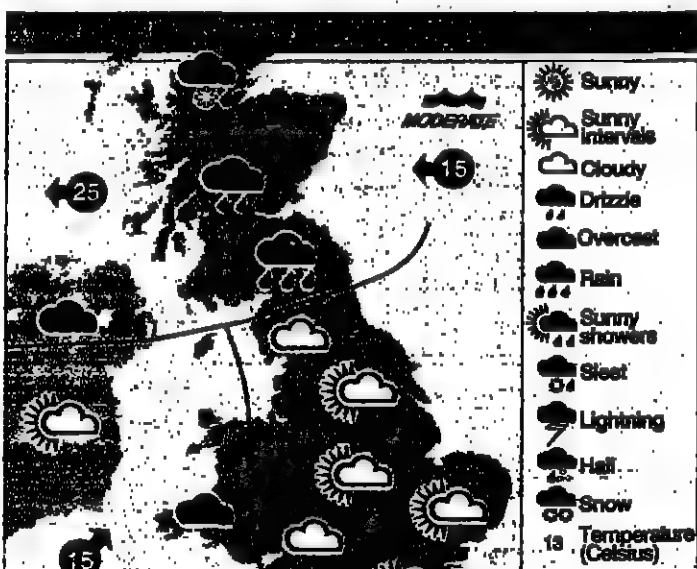 MODERATE
25
15
15
Sunny
Sunny
intervals
Cloudy
Drizzle
Overcast
Rain
Sunny
showers
Sleet
Lightning
Hail
Snow
13 Temperature
(Celsius)